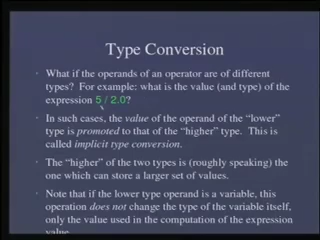 Type Conversion
• What if the operands of an operator are of different
types? For example: what is the value (and type) of the
expression 5 / 2.0?
• In such cases, the value of the operand of the "lower"
type is promoted to that of the "higher" type. This is
called implicit type conversion.
• The "higher" of the two types is (roughly speaking) the
one which can store a larger set of values.
• Note that if the lower type operand is a variable, this
operation does not change the type of the variable itself,
only the value used in the computation of the expression
value.